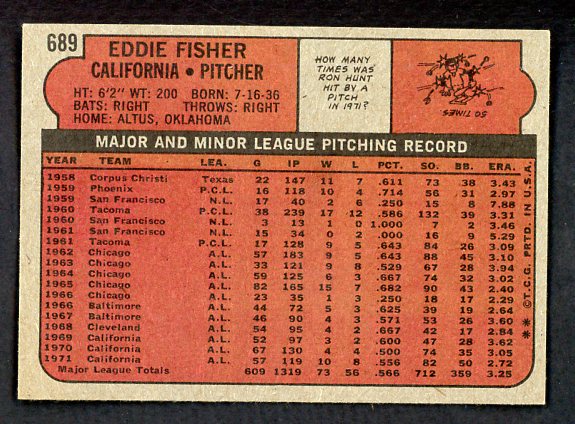 689
EDDIE FISHER
CALIFORNIA • PITCHER
HT: 6'2" WT: 200 BORN: 7-16-36
BATS: RIGHT THROWS: RIGHT
HOME: ALTUS, OKLAHOMA
HOW MANY
TIMES WAS
RON HUNT
HIT BY A
PITCH
IN 1971?
50 TIMES
MAJOR AND MINOR LEAGUE PITCHING RECORD
YEAR TEAM LEA. G IP W L PCT. SO. BB. ERA.
1958 Corpus Christi Texas 22 147 11 7 .611 73 38 3.43
1959 Phoenix P.C.L. 16 118 10 4 .714 56 31 2.97
1959 San Francisco N.L. 17 40 2 6 .250 15 8 7.88
1960 Tacoma P.C.L. 38 239 17 12 .586 132 39 3.31
1960 San Francisco N.L. 3 13 1 0 1.000 7 2 3.46
1961 San Francisco N.L. 15 34 0 2 .000 16 9 5.29
1961 Tacoma P.C.L. 17 128 9 5 .643 84 26 3.09
1962 Chicago A.L. 57 183 9 5 .643 88 45 3.10
1963 Chicago A.L. 33 121 9 8 .529 67 28 3.94
1964 Chicago A.L. 59 125 6 3 .667 74 32 3.02
1965 Chicago A.L. 82 165 15 7 .682 90 43 2.40
1966 Chicago A.L. 23 35 1 3 .250 18 17 2.29
1966 Baltimore A.L. 44 72 5 3 .625 39 19 2.64
1967 Baltimore A.L. 46 90 4 3 .571 53 26 3.60
1968 Cleveland A.L. 54 95 4 2 .667 42 17 2.84
1969 California A.L. 52 97 3 2 .600 47 28 3.62
1970 California A.L. 67 130 4 4 .500 74 35 3.05
1971 California A.L. 57 119 10 8 .556 82 50 2.72
Major League Totals 609 1319 73 56 .566 712 359 3.25
** ©T.C.G. PRTD. IN U.S.A.